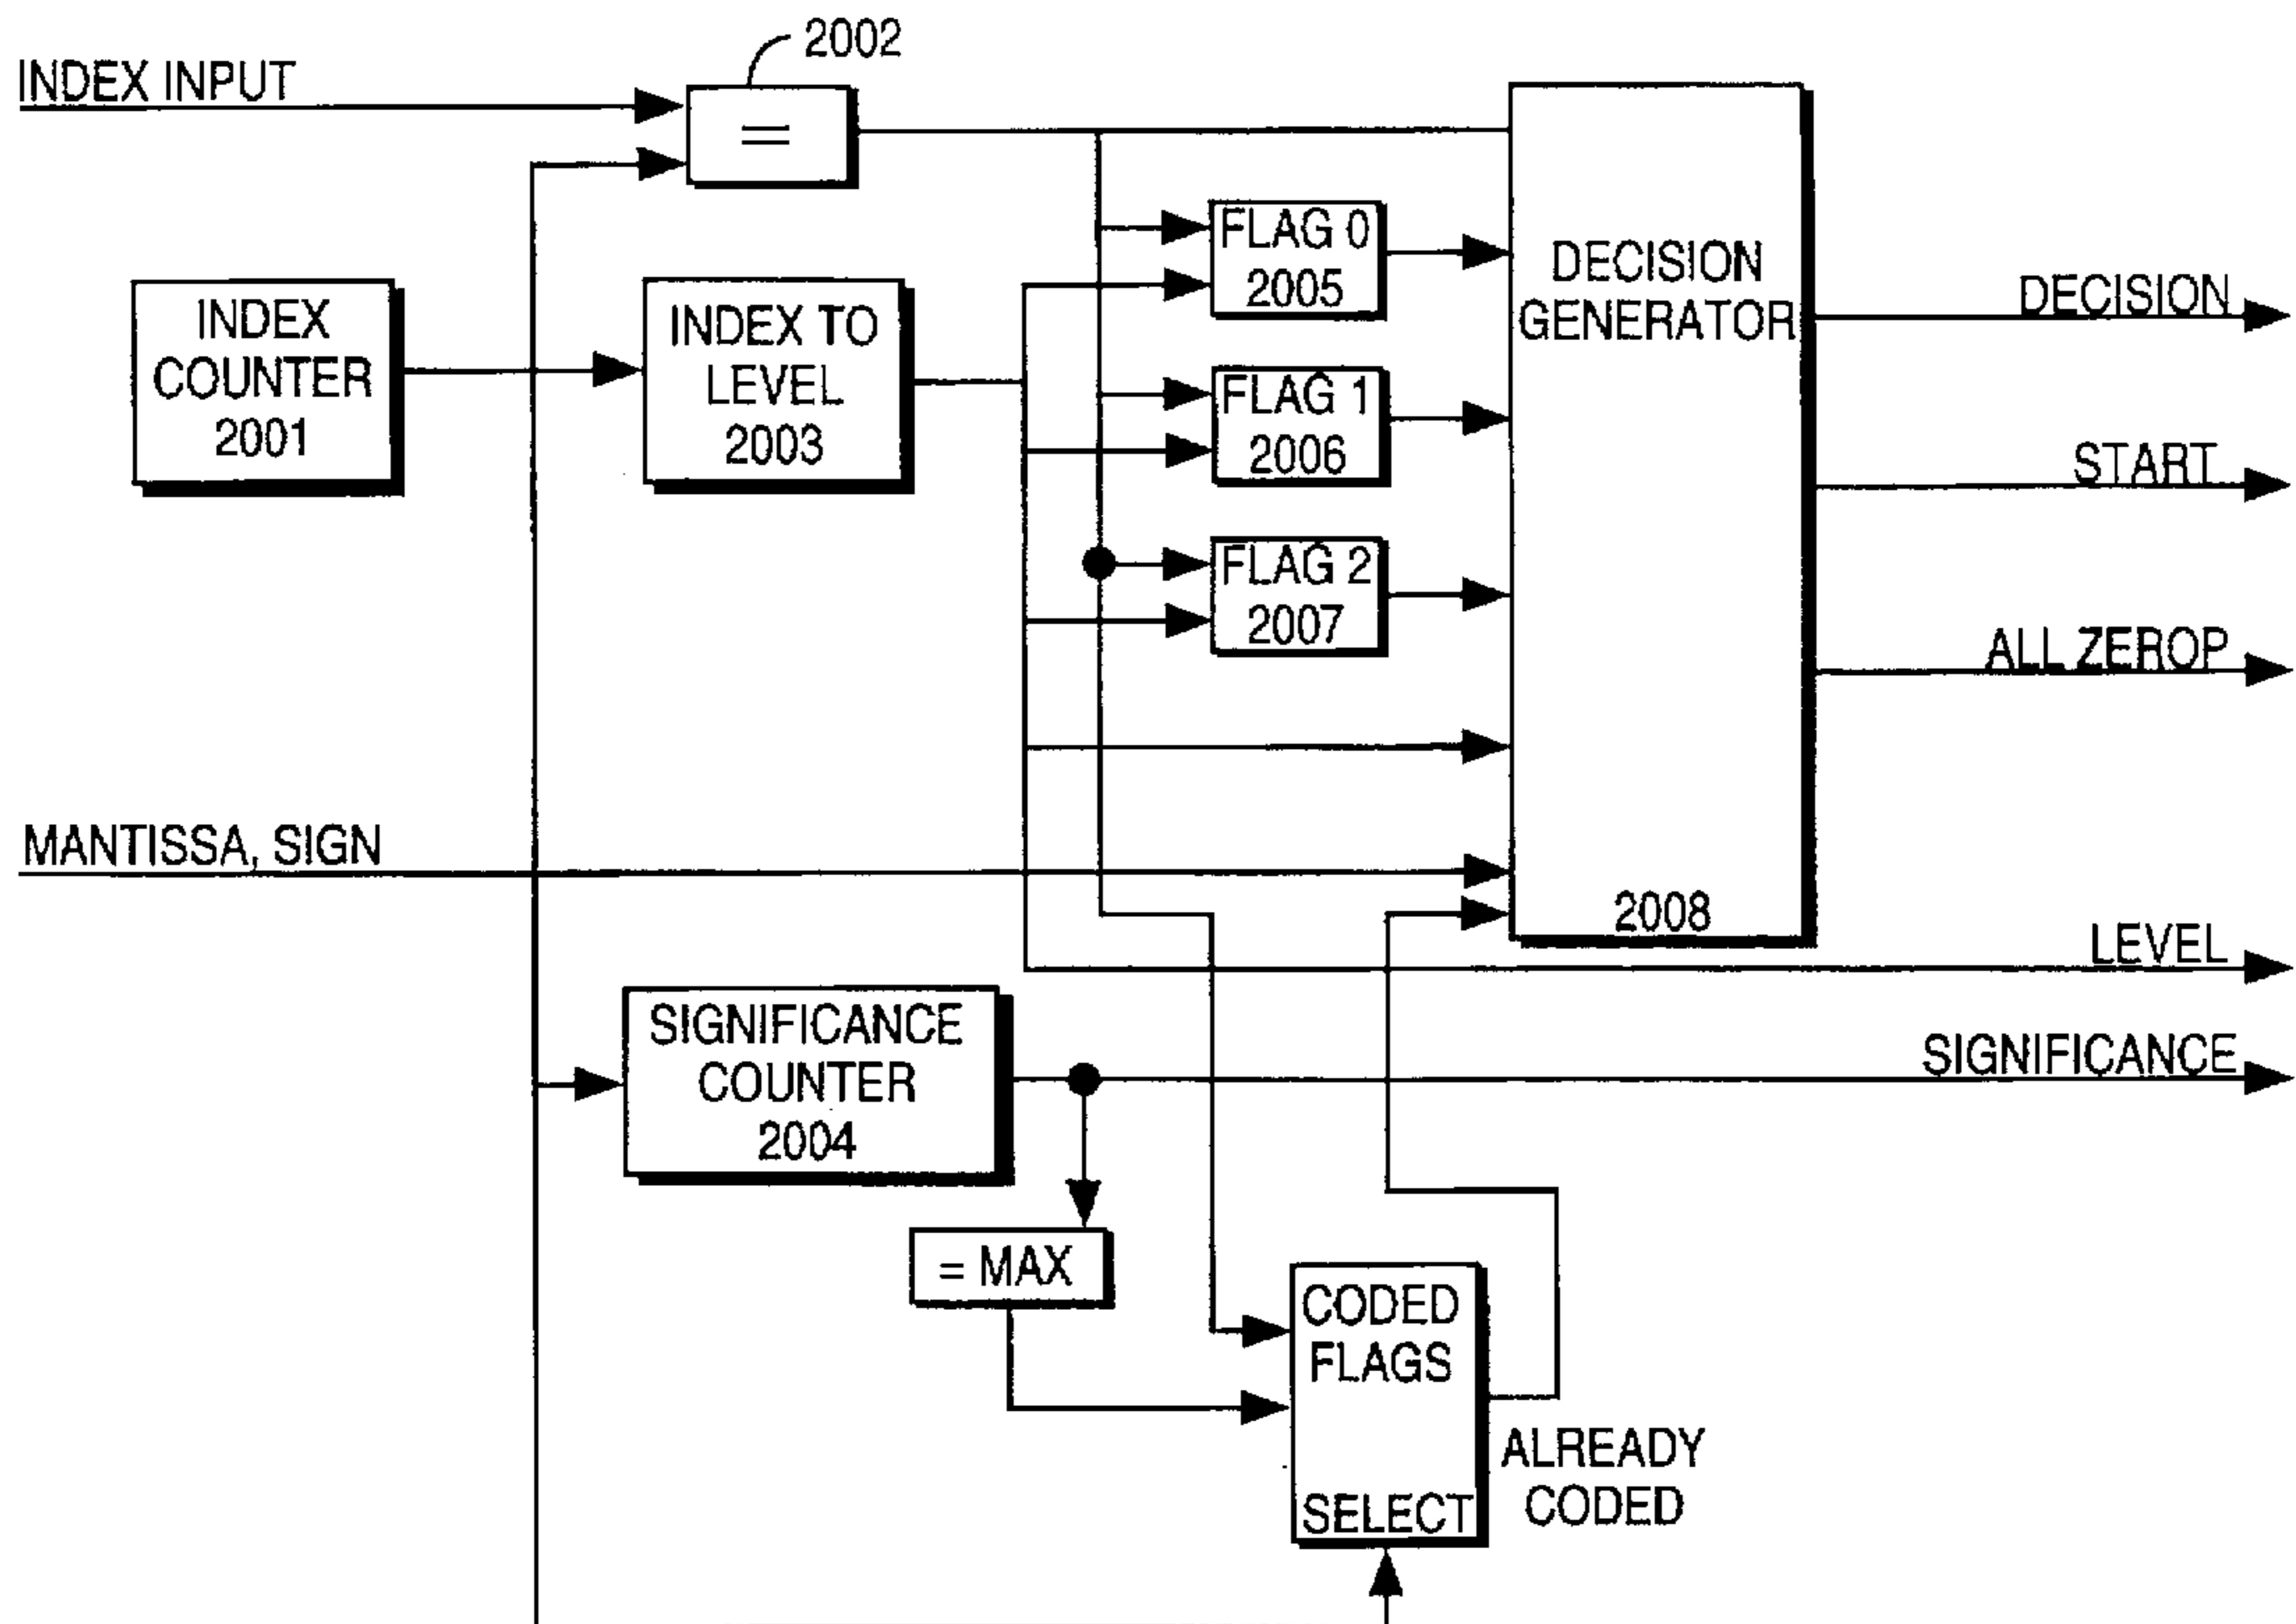 2002
INDEX INPUT
=
FLAG 0
2005
DECISION
GENERATOR
DECISION
INDEX
COUNTER
2001
INDEX TO
LEVEL
2003
FLAG 1
2006
START
FLAG 2
2007
ALL ZEROP
MANTISSA, SIGN
2008
LEVEL
SIGNIFICANCE
COUNTER
2004
SIGNIFICANCE
= MAX
CODED
FLAGS
SELECT
ALREADY
CODED